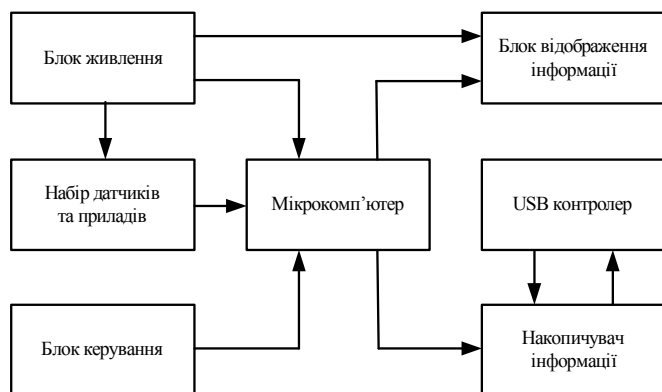 Блок живлення
Блок відображення
інформації
Набір датчиків
та приладів
Мікрокомп’ютер
USB контролер
Блок керування
Накопичувач
інформації